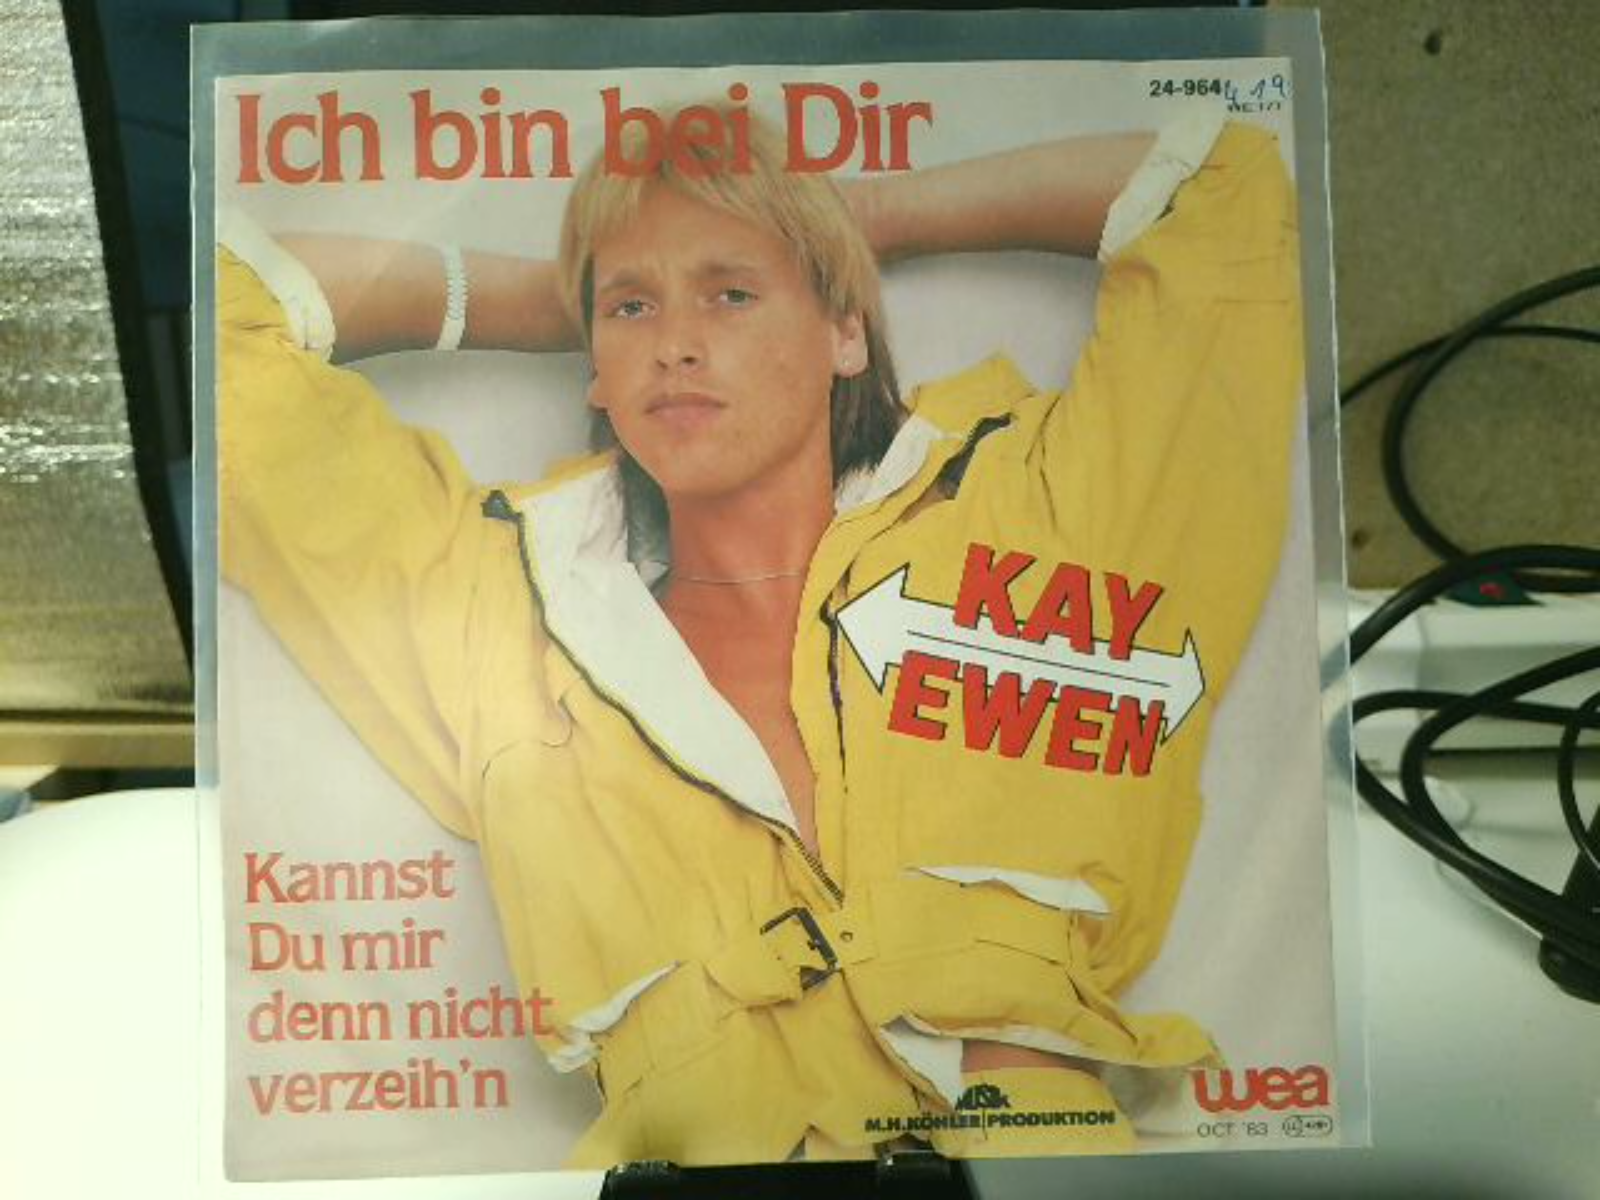 Ich bin bei Dir
24-964
KAY
EWEN
Kannst
Du mir
denn nicht
verzeih'n
M.H.KÖHLER PRODUKTION
wea
OCT '83